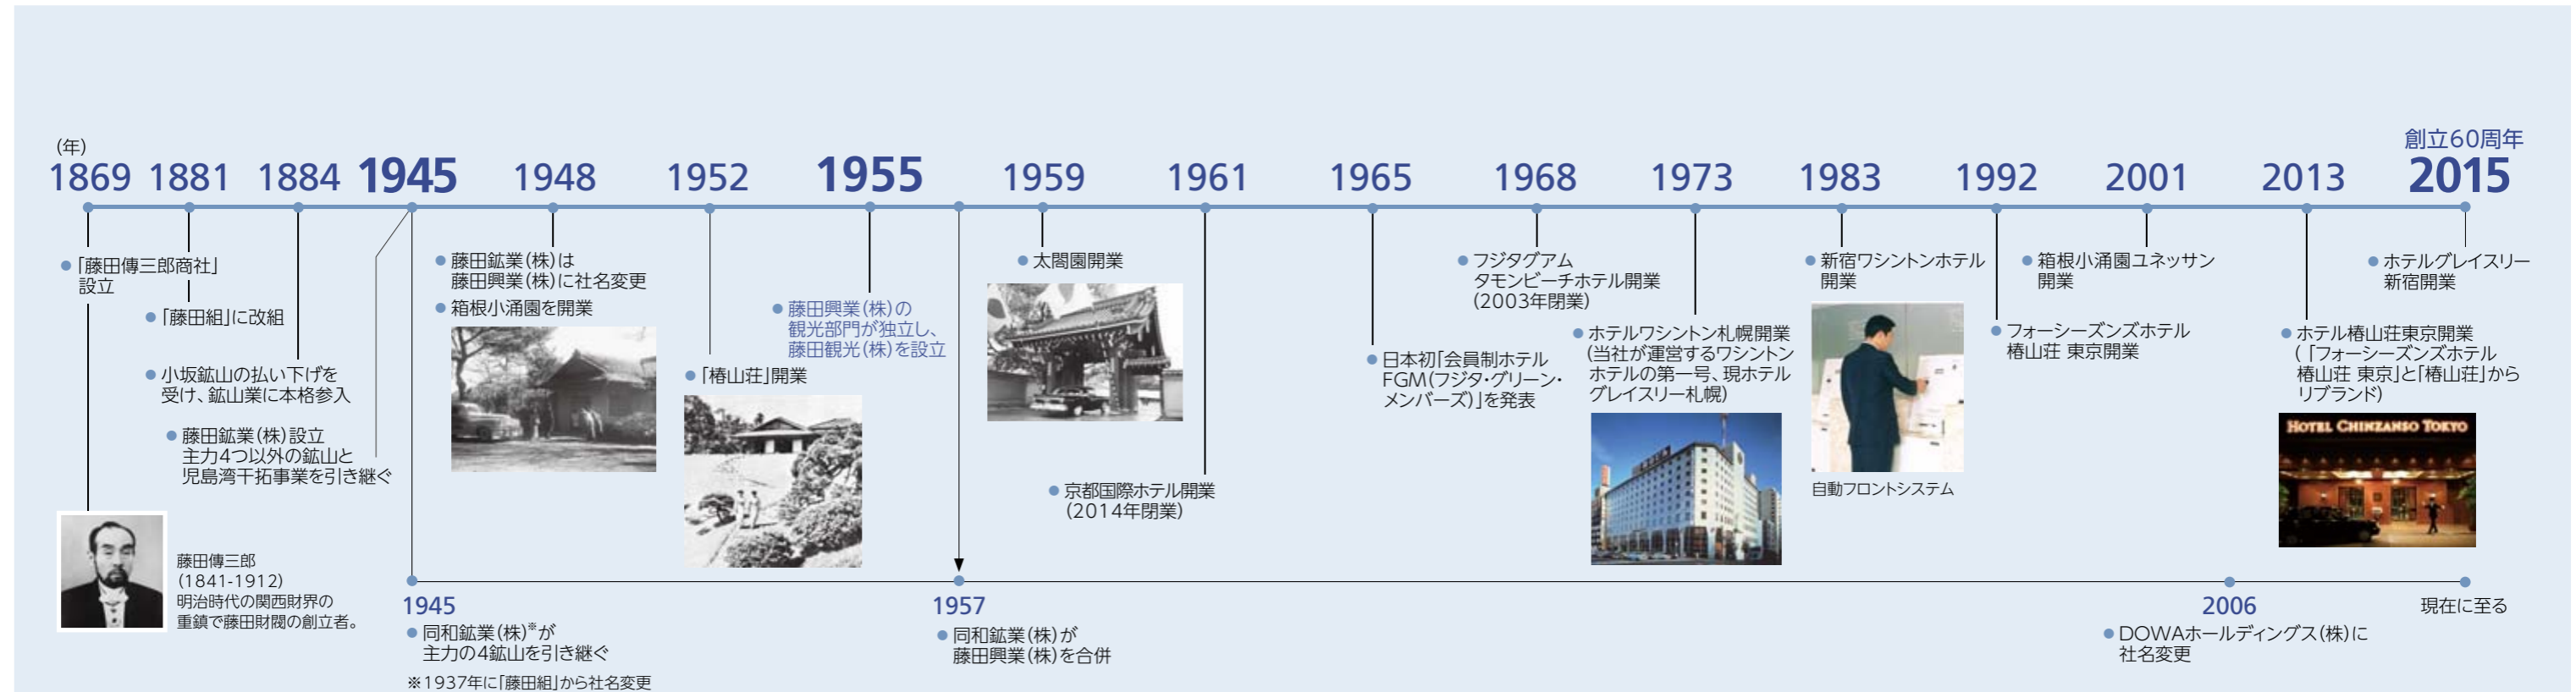 (年)
創立60周年
1869 1881 1884 1945 1948 1952 1955 1959 1961 1965 1968 1973 1983 1992 2001 2013 2015
●「藤田傳三郎商社」
設立
●「藤田組」に改組
●小坂鉱山の払い下げを
受け、鉱山業に本格参入
●藤田鉱業(株)設立
主力4つ以外の鉱山と
児島湾干拓事業を引き継ぐ
藤田傳三郎
(1841-1912)
明治時代の関西財界の
重鎮で藤田財閥の創立者。
●藤田鉱業(株)は
藤田興業(株)に社名変更
●箱根小涌園を開業
●「椿山荘」開業
●藤田興業(株)の
観光部門が独立し、
藤田観光(株)を設立
●太閤園開業
●京都国際ホテル開業
(2014年閉業)
●日本初「会員制ホテル
FGM(フジタ・グリーン・
メンバーズ)」を発表
●フジタグアム
タモンビーチホテル開業
(2003年閉業)
●ホテルワシントン札幌開業
(当社が運営するワシントン
ホテルの第一号、現ホテル
グレイスリー札幌)
●新宿ワシントンホテル
開業
自動フロントシステム
●フォーシーズンズホテル
椿山荘 東京開業
●箱根小涌園ユネッサン
開業
●ホテル椿山荘東京開業
(「フォーシーズンズホテル
椿山荘 東京」と「椿山荘」から
リブランド)
HOTEL CHINZANSO TOKYO
●ホテルグレイスリー
新宿開業
1945
●同和鉱業(株)※が
主力の4鉱山を引き継ぐ
※1937年に「藤田組」から社名変更
1957
●同和鉱業(株)が
藤田興業(株)を合併
2006
●DOWAホールディングス(株)に
社名変更
現在に至る